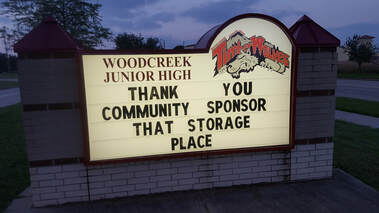 WOODCREEK
JUNIOR HIGH
TIMBERWOLVES
THANK YOU
COMMUNITY SPONSOR
THAT STORAGE
PLACE